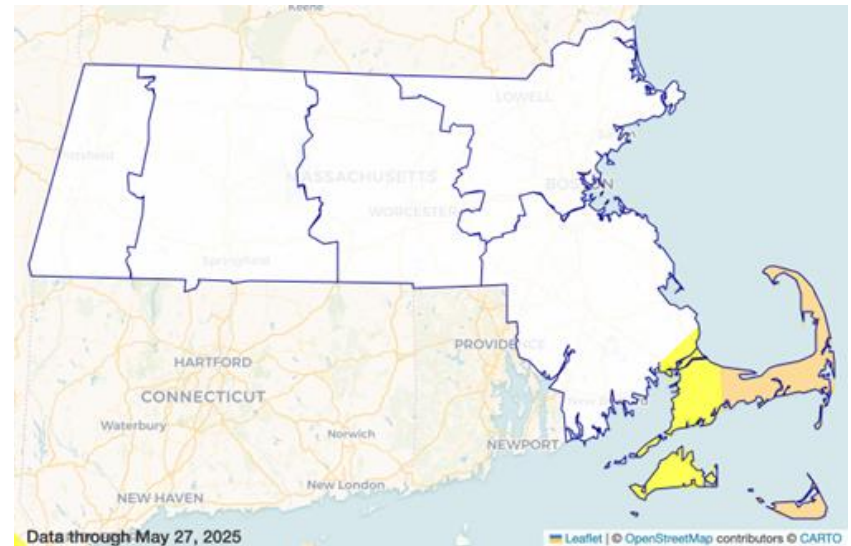 Keene
LOWELL
Pittsfield
MASSACHUSETTS
BOSTON
WORCESTER
Springfield
PROVIDENCE
HARTFORD
CONNECTICUT
Waterbury
Norwich
NEWPORT
New London
NEW HAVEN
Data through May 27, 2025
Leaflet | © OpenStreetMap contributors © CARTO